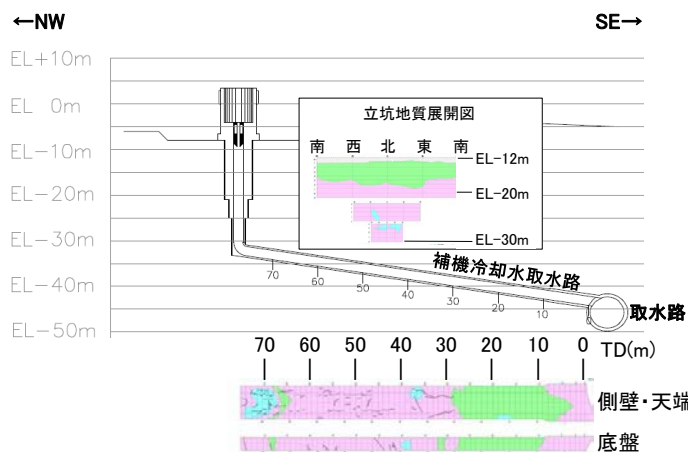 ←NW SE→
EL+10m
EL 0m
EL-10m
EL-20m
EL-30m
EL-40m
EL-50m
立坑地質展開図
南 西 北 東 南
EL-12m
EL-20m
EL-30m
補機冷却水取水路
70 60 50 40 30 20 10
取水路
70 60 50 40 30 20 10 0 TD(m)
側壁・天端
底盤